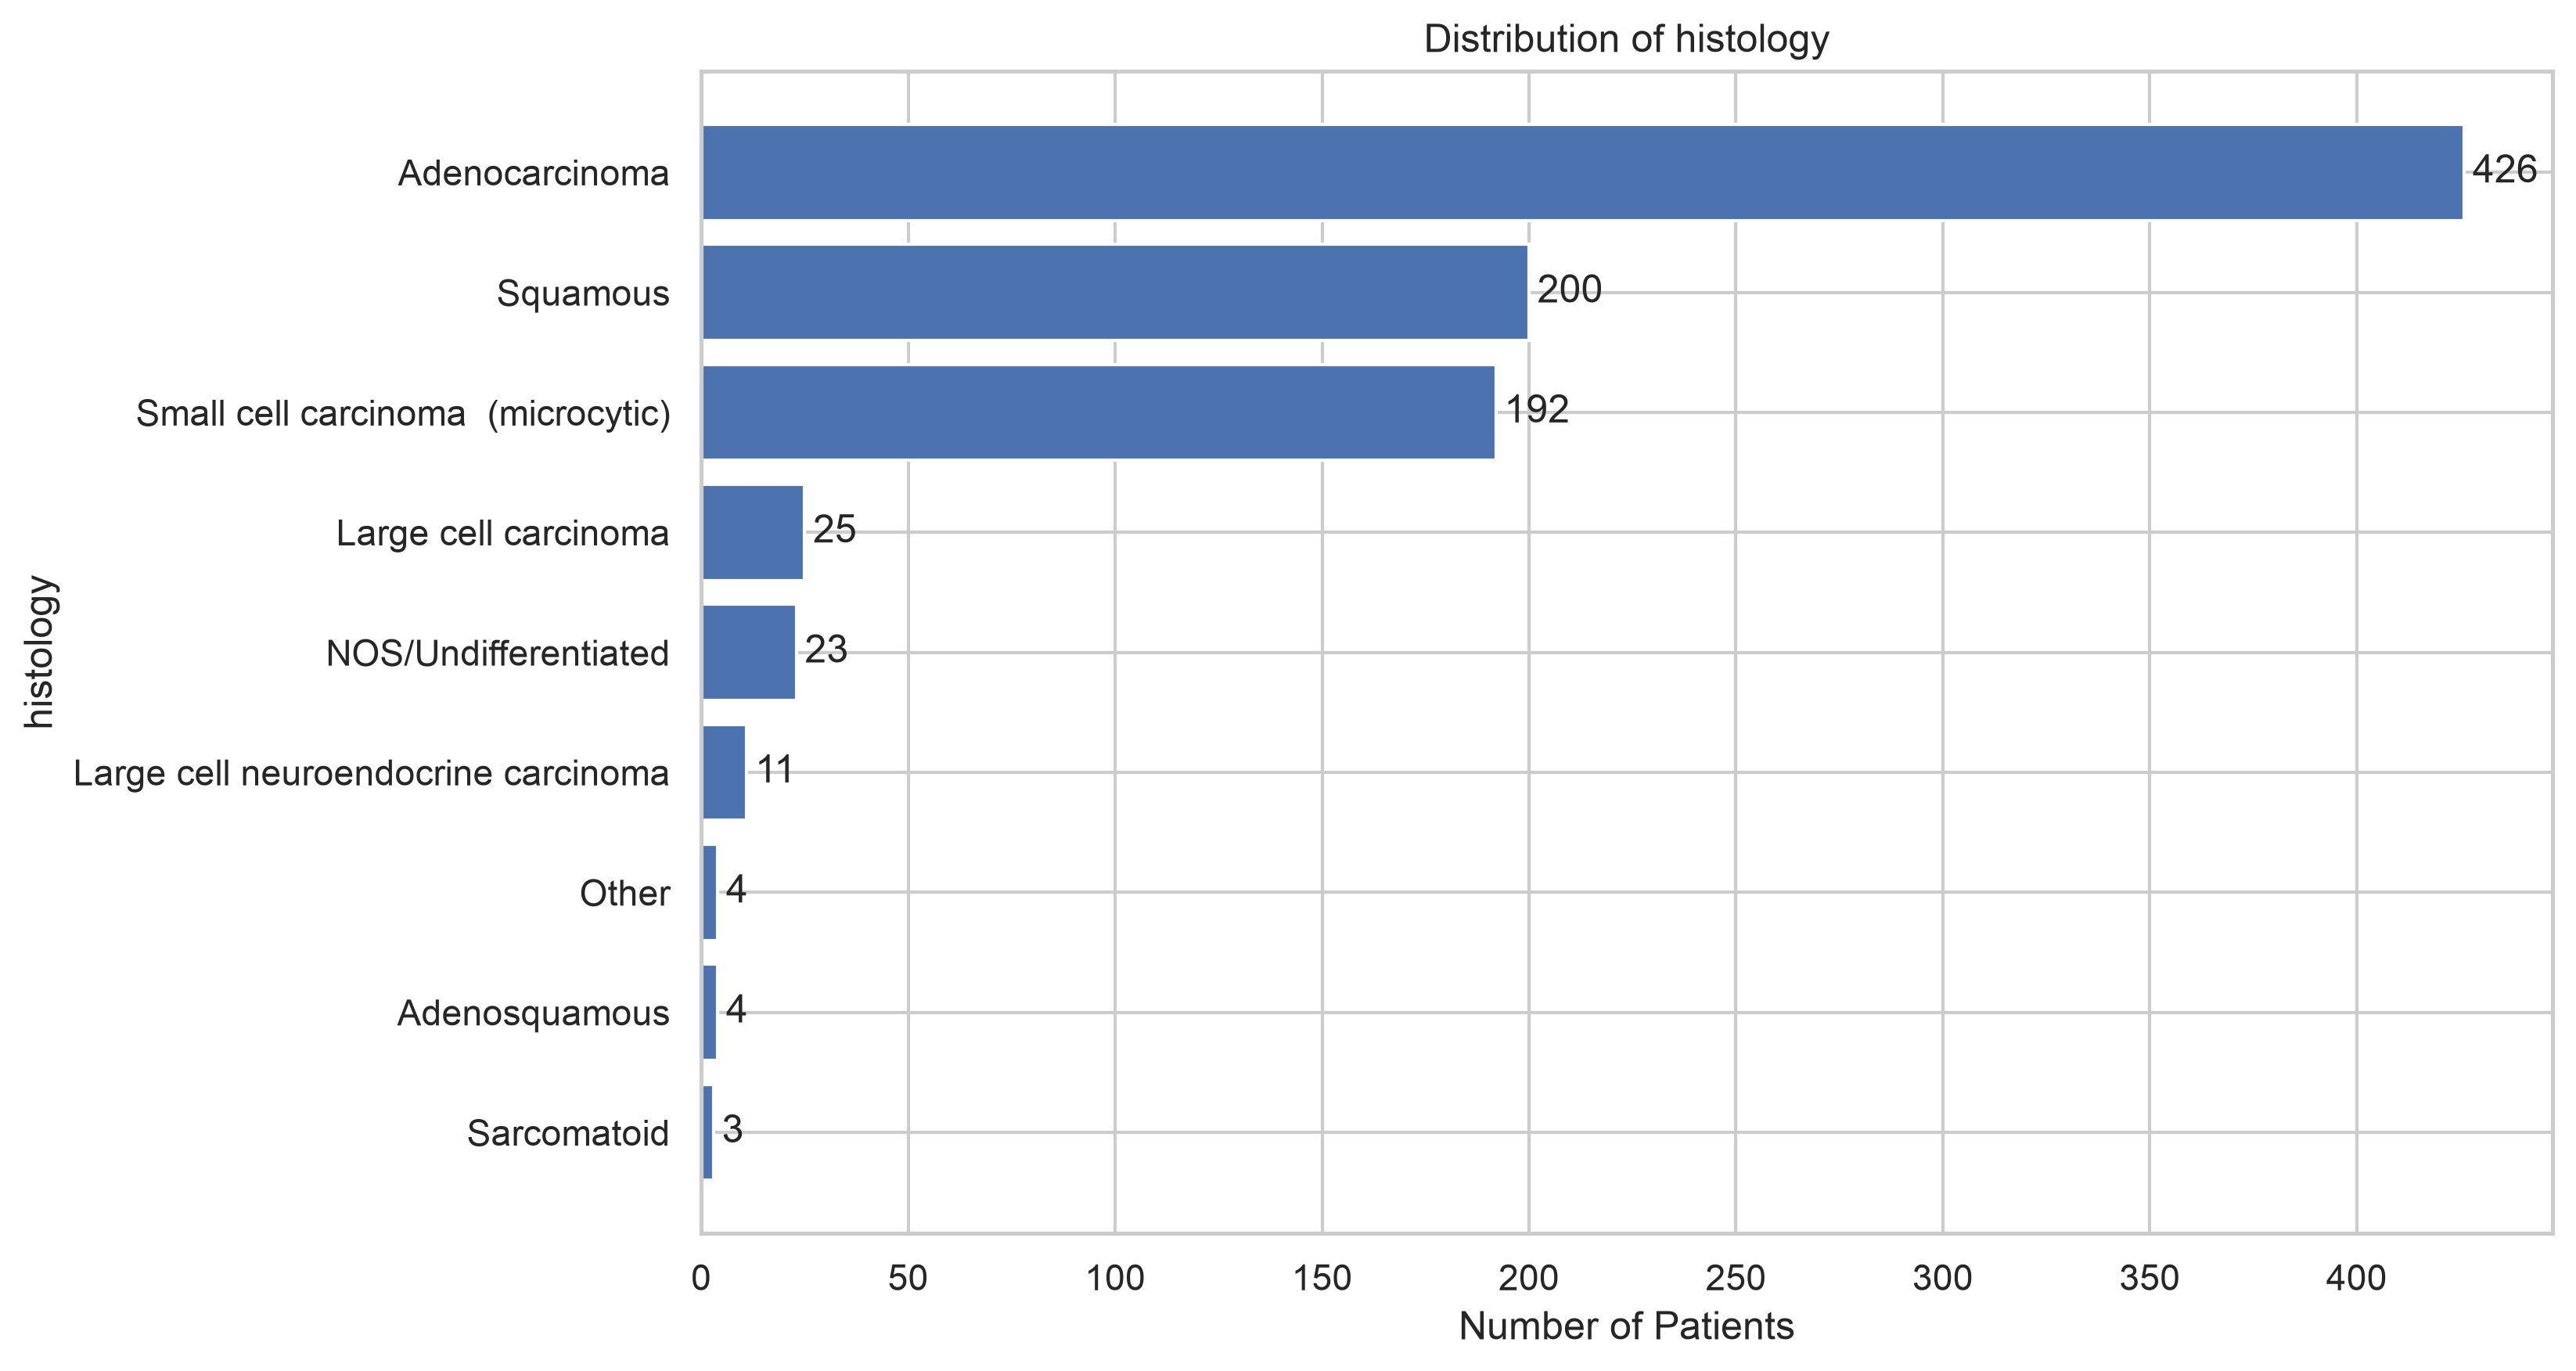 Distribution of histology
Adenocarcinoma 426
Squamous 200
Small cell carcinoma  (microcytic) 192
Large cell carcinoma 25
NOS/Undifferentiated 23
Large cell neuroendocrine carcinoma 11
Other 4
Adenosquamous 4
Sarcomatoid 3
histology
0 50 100 150 200 250 300 350 400
Number of Patients